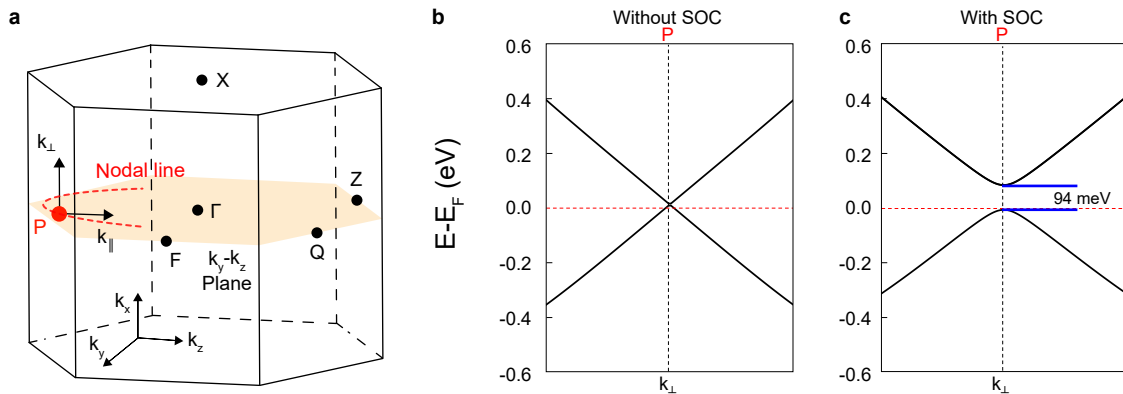 a
X
k⊥
Nodal line
Z
Γ
P
k∥
F
Q
ky-kz
Plane
kx
ky
kz
b
Without SOC
P
E-EF (eV)
0.6
0.4
0.2
0.0
-0.2
-0.4
-0.6
k⊥
c
With SOC
P
0.6
0.4
0.2
0.0
-0.2
-0.4
-0.6
94 meV
k⊥